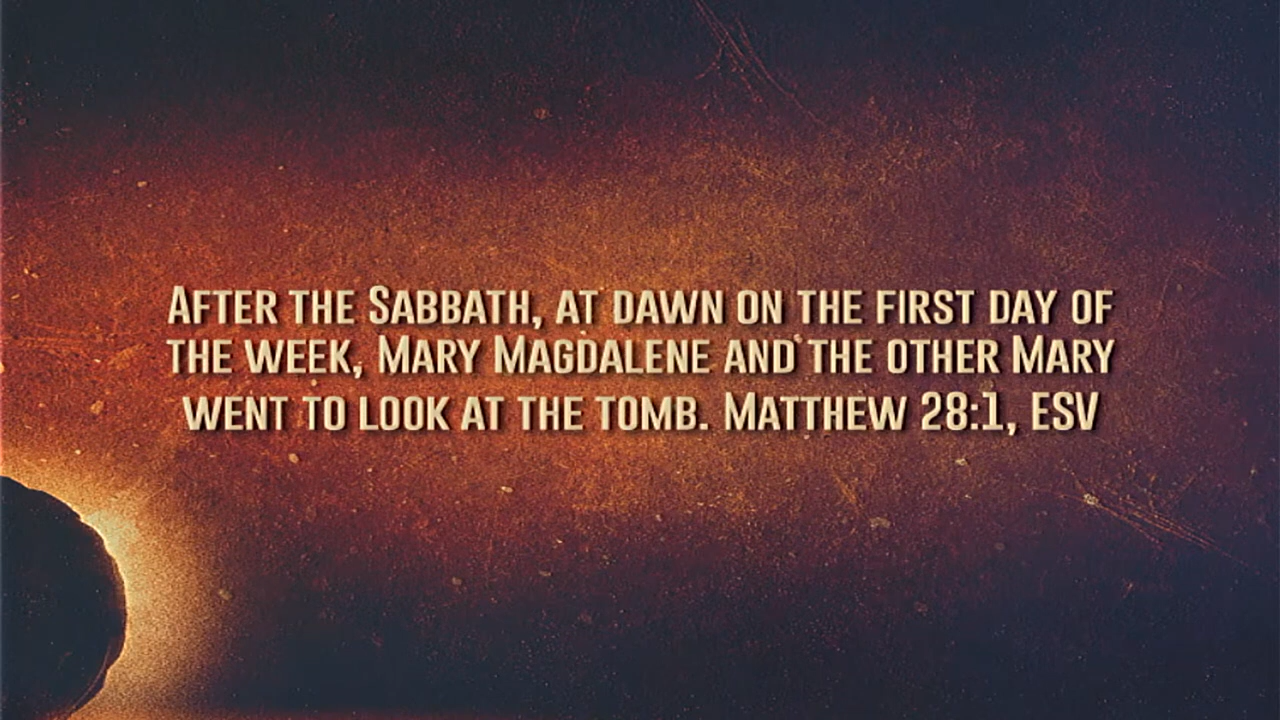 After the Sabbath, at dawn on the first day of
the week, Mary Magdalene and the other Mary
went to look at the tomb. Matthew 28:1, ESV